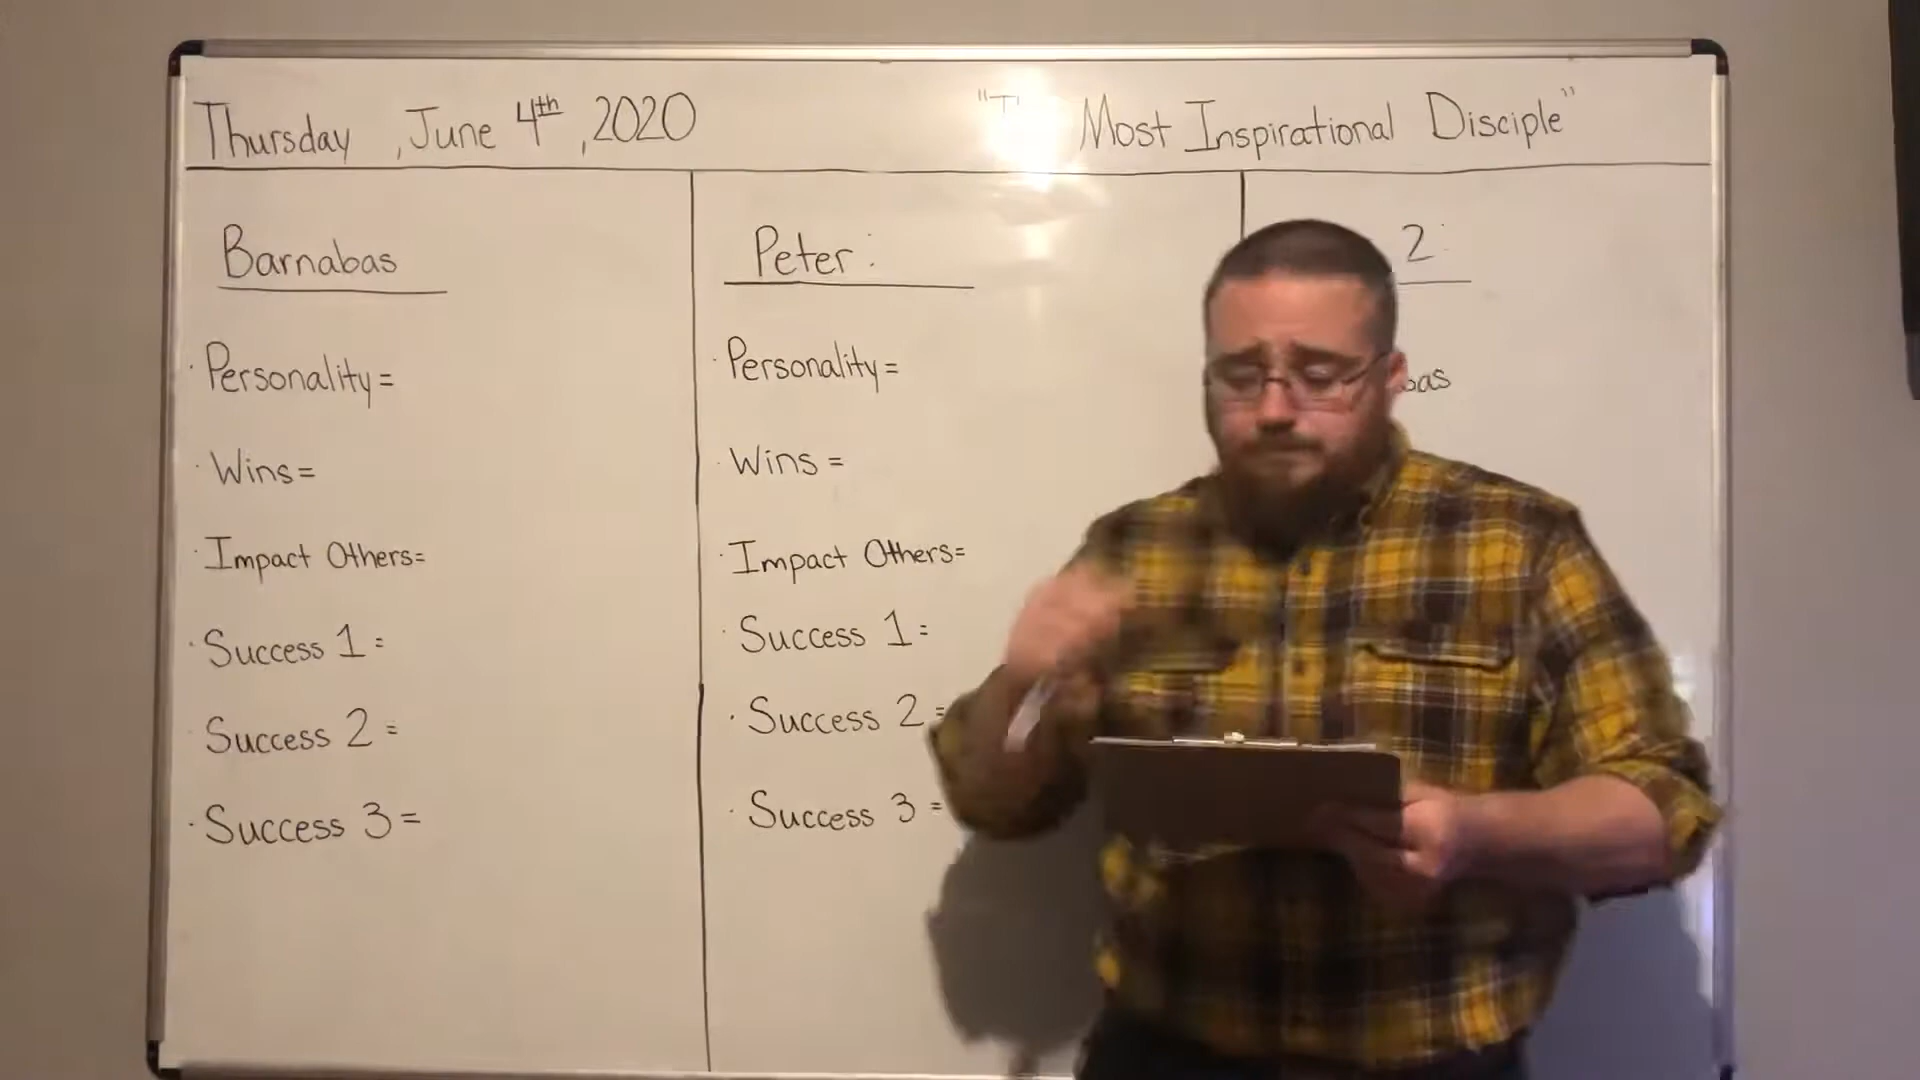 Thursday, June 4th, 2020
Most Inspirational Disciple"
Barnabas
· Personality=
· Wins=
· Impact Others=
· Success 1=
Success 2=
· Success 3=
Peter:
· Personality=
· Wins =
· Impact Others=
· Success 1=
· Success 2=
· Success 3 =
2: